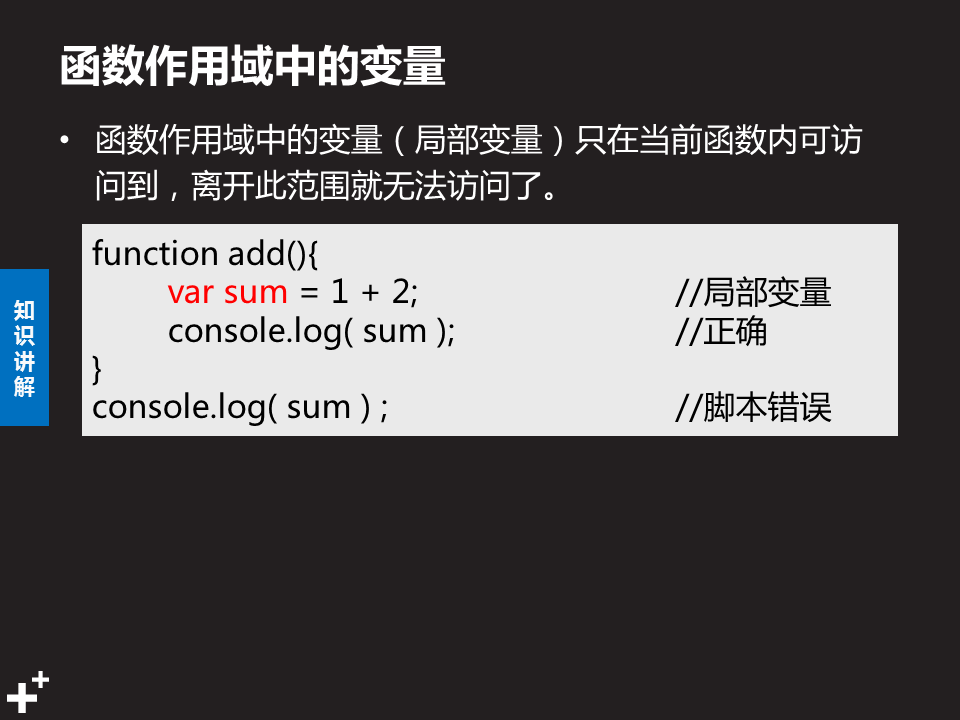 函数作用域中的变量
• 函数作用域中的变量（局部变量）只在当前函数内可访
问到，离开此范围就无法访问了。
function add(){
var sum = 1 + 2; //局部变量
console.log( sum ); //正确
}
console.log( sum ) ; //脚本错误
知
识
讲
解